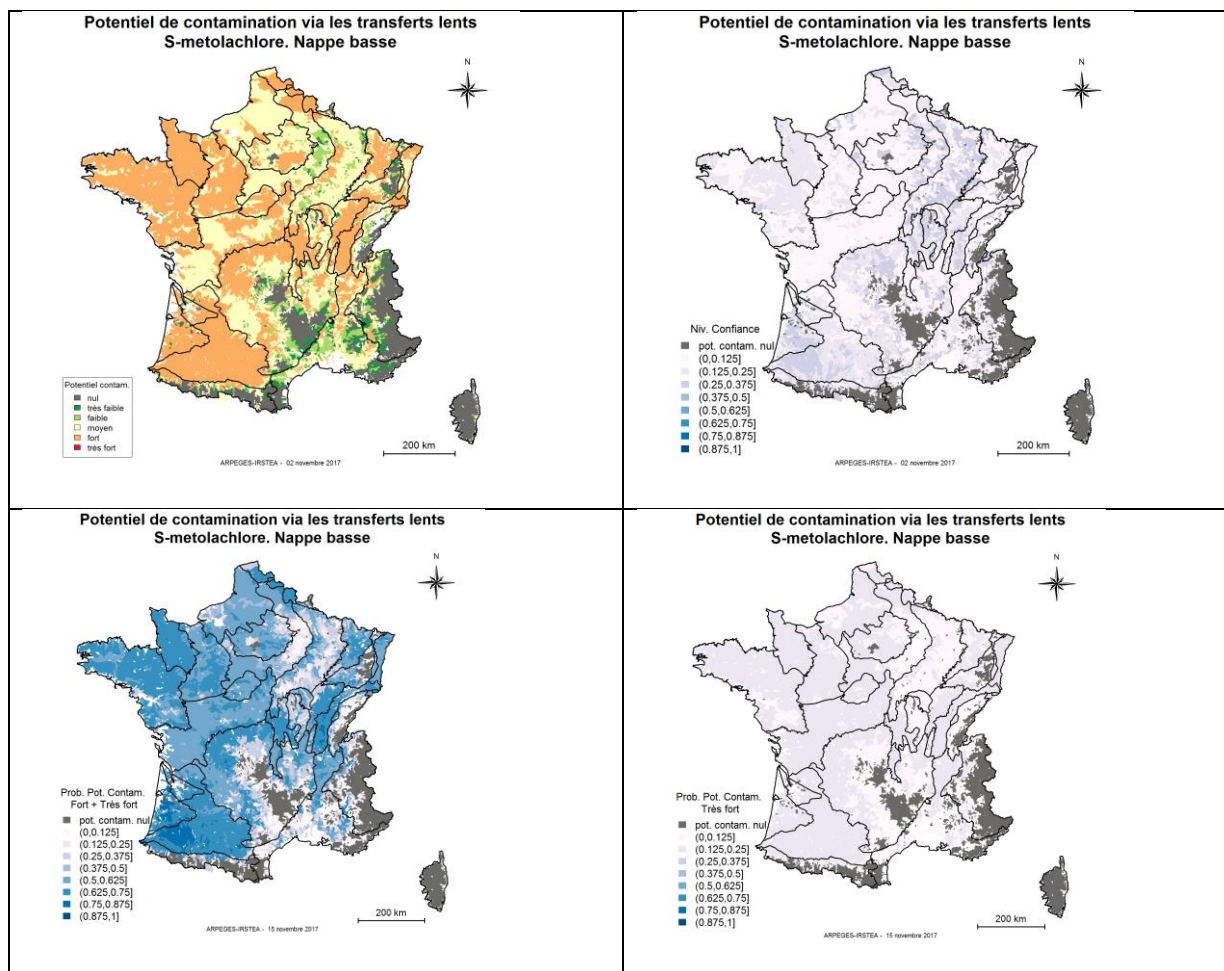 Potentiel de contamination via les transferts lents
S-metolachlore. Nappe basse
N
Potentiel contam.
nul
très faible
faible
moyen
fort
très fort
200 km
ARPEGES-IRSTEA - 02 novembre 2017
Potentiel de contamination via les transferts lents
S-metolachlore. Nappe basse
N
Niv. Confiance
pot. contam. nul
(0,0.125]
(0.125,0.25]
(0.25,0.375]
(0.375,0.5]
(0.5,0.625]
(0.625,0.75]
(0.75,0.875]
(0.875,1]
200 km
ARPEGES-IRSTEA - 02 novembre 2017
Potentiel de contamination via les transferts lents
S-metolachlore. Nappe basse
N
Prob. Pot. Contam.
Fort + Très fort
pot. contam. nul
(0,0.125]
(0.125,0.25]
(0.25,0.375]
(0.375,0.5]
(0.5,0.625]
(0.625,0.75]
(0.75,0.875]
(0.875,1]
200 km
ARPEGES-IRSTEA - 15 novembre 2017
Potentiel de contamination via les transferts lents
S-metolachlore. Nappe basse
N
Prob. Pot. Contam.
Très fort
pot. contam. nul
(0,0.125]
(0.125,0.25]
(0.25,0.375]
(0.375,0.5]
(0.5,0.625]
(0.625,0.75]
(0.75,0.875]
(0.875,1]
200 km
ARPEGES-IRSTEA - 15 novembre 2017